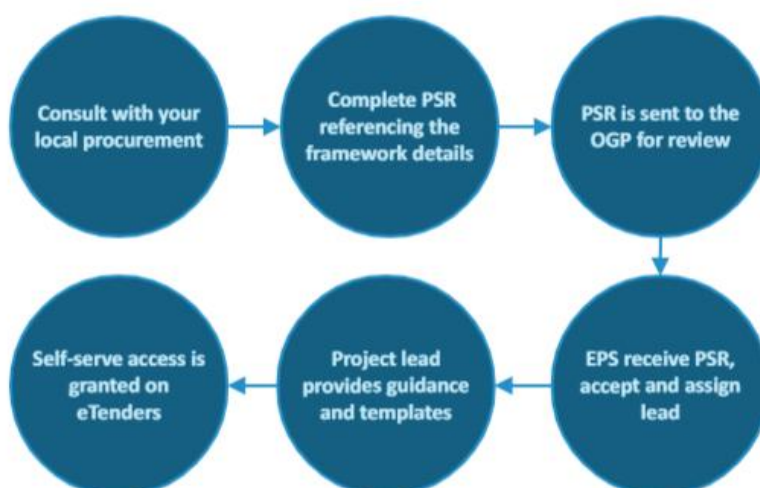 Consult with your
local procurement
Complete PSR
referencing the
framework details
PSR is sent to the
OGP for review
EPS receive PSR,
accept and assign
lead
Project lead
provides guidance
and templates
Self-serve access is
granted on
eTenders